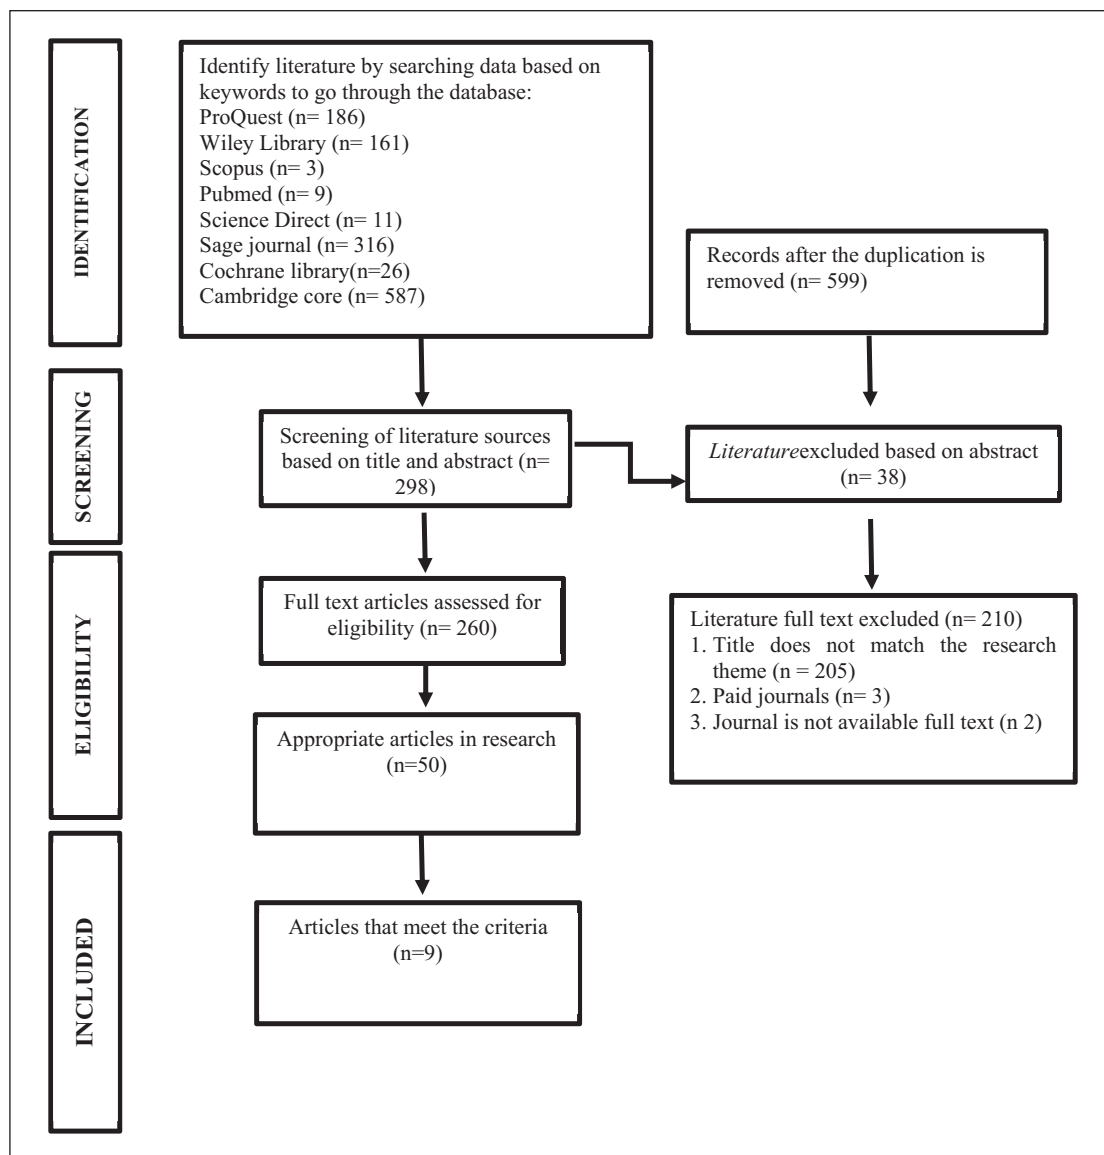 IDENTIFICATION
Identify literature by searching data based on
keywords to go through the database:
ProQuest (n= 186)
Wiley Library (n= 161)
Scopus (n= 3)
Pubmed (n= 9)
Science Direct (n= 11)
Sage journal (n= 316)
Cochrane library(n=26)
Cambridge core (n= 587)
Records after the duplication is
removed (n= 599)
SCREENING
Screening of literature sources
based on title and abstract (n=
298)
Literatureexcluded based on abstract
(n= 38)
ELIGIBILITY
Full text articles assessed for
eligibility (n= 260)
Literature full text excluded (n= 210)
1. Title does not match the research
theme (n = 205)
2. Paid journals (n= 3)
3. Journal is not available full text (n 2)
Appropriate articles in research
(n=50)
INCLUDED
Articles that meet the criteria
(n=9)